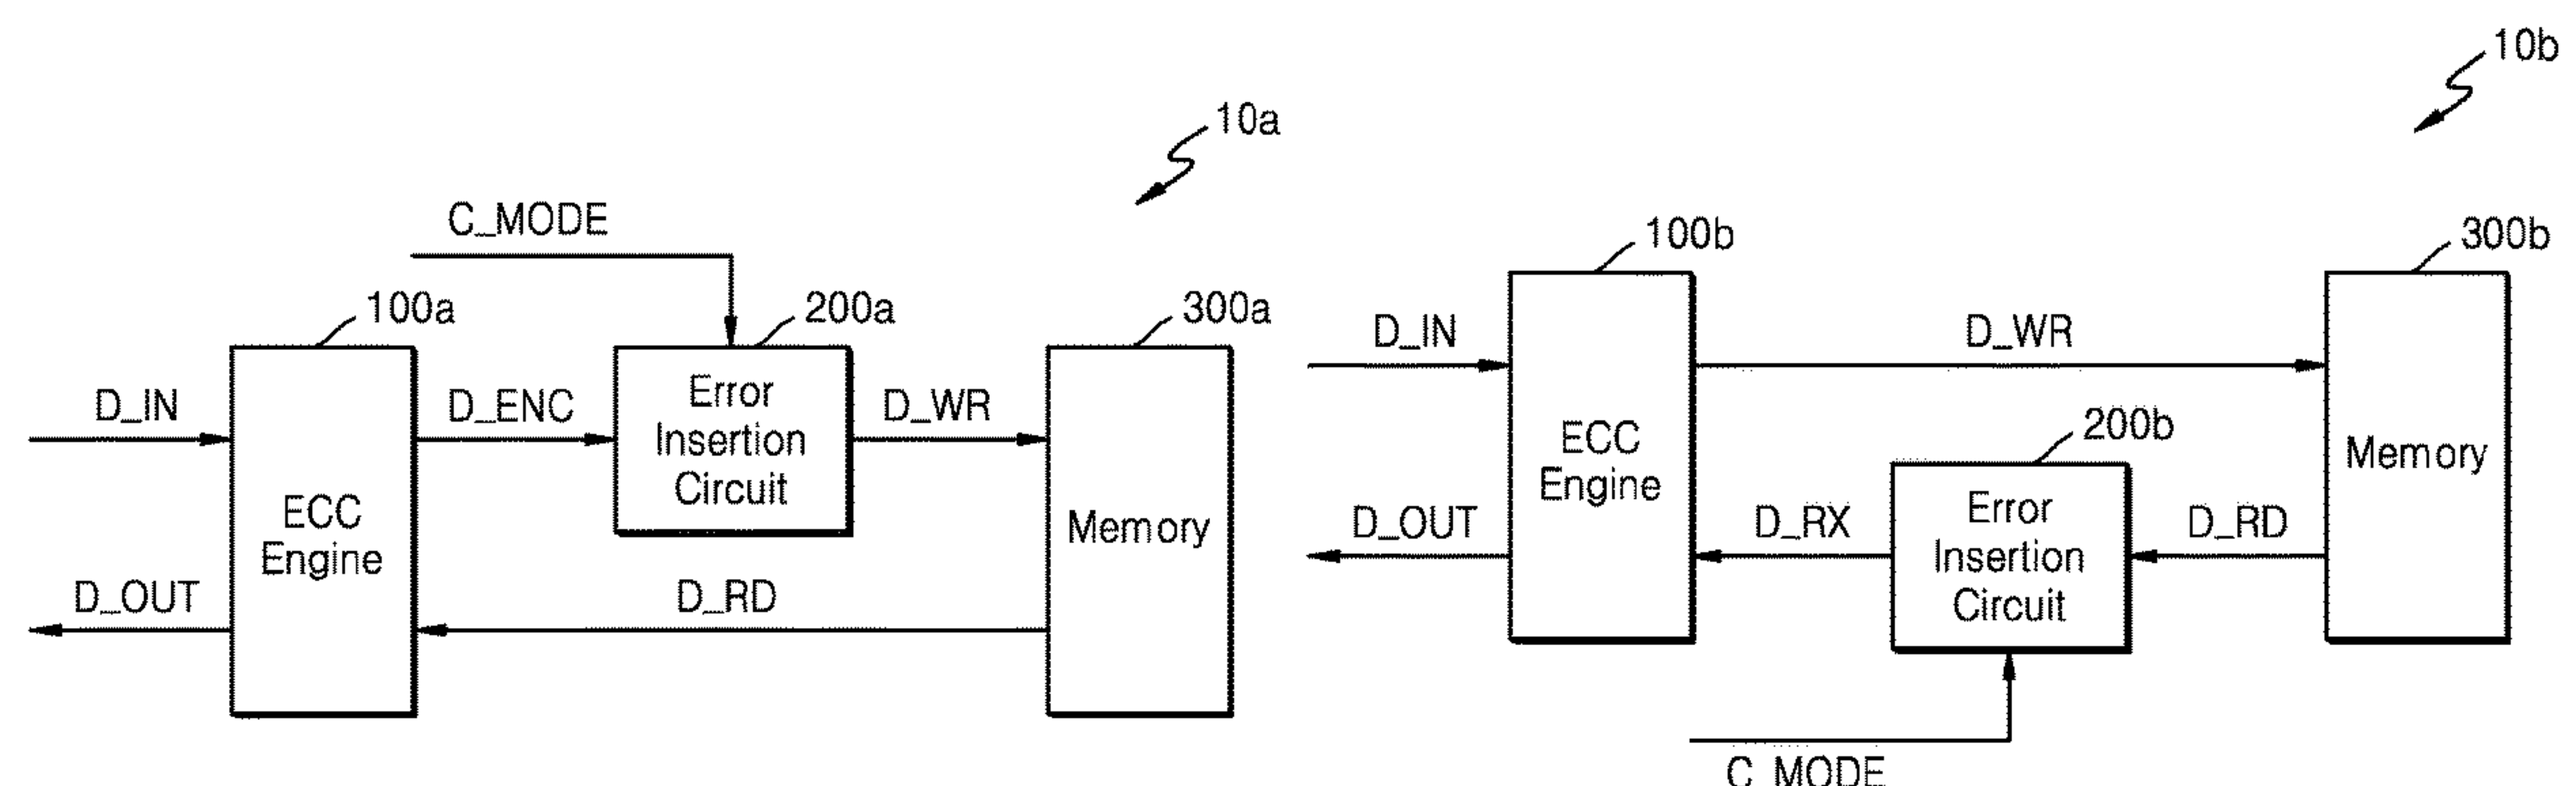 10a
C_MODE
100a
200a
300a
D_IN
D_ENC
Error
Insertion
Circuit
D_WR
ECC
Engine
Memory
D_OUT
D_RD
10b
100b
300b
D_IN
D_WR
200b
ECC
Engine
Memory
D_OUT
D_RX
Error
Insertion
Circuit
D_RD
C_MODE